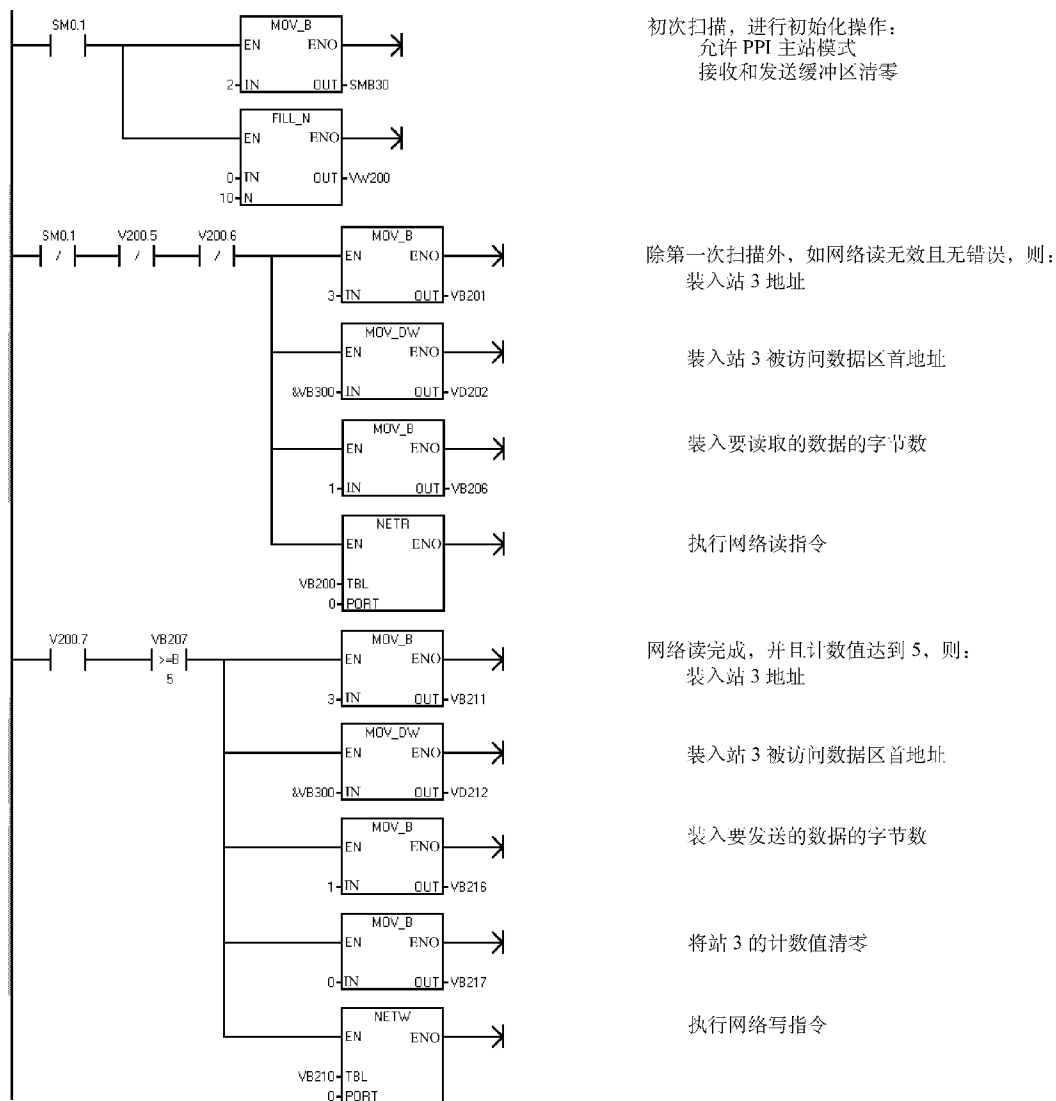 SM0.1
MOV_B
EN ENO
2 IN OUT SMB30
初次扫描，进行初始化操作：
允许 PPI 主站模式
接收和发送缓冲区清零
FILL_N
EN ENO
0 IN OUT VW200
10 N
SM0.1 V200.5 V200.6
/ / /
MOV_B
EN ENO
3 IN OUT VB201
除第一次扫描外，如网络读无效且无错误，则：
装入站 3 地址
MOV_DW
EN ENO
&VB300 IN OUT VD202
装入站 3 被访问数据区首地址
MOV_B
EN ENO
1 IN OUT VB206
装入要读取的数据的字节数
NETR
EN ENO
VB200 TBL
0 PORT
执行网络读指令
V200.7 VB207
>=B
5
MOV_B
EN ENO
3 IN OUT VB211
网络读完成，并且计数值达到 5，则：
装入站 3 地址
MOV_DW
EN ENO
&VB300 IN OUT VD212
装入站 3 被访问数据区首地址
MOV_B
EN ENO
1 IN OUT VB216
装入要发送的数据的字节数
MOV_B
EN ENO
0 IN OUT VB217
将站 3 的计数值清零
NETW
EN ENO
VB210 TBL
0 PORT
执行网络写指令